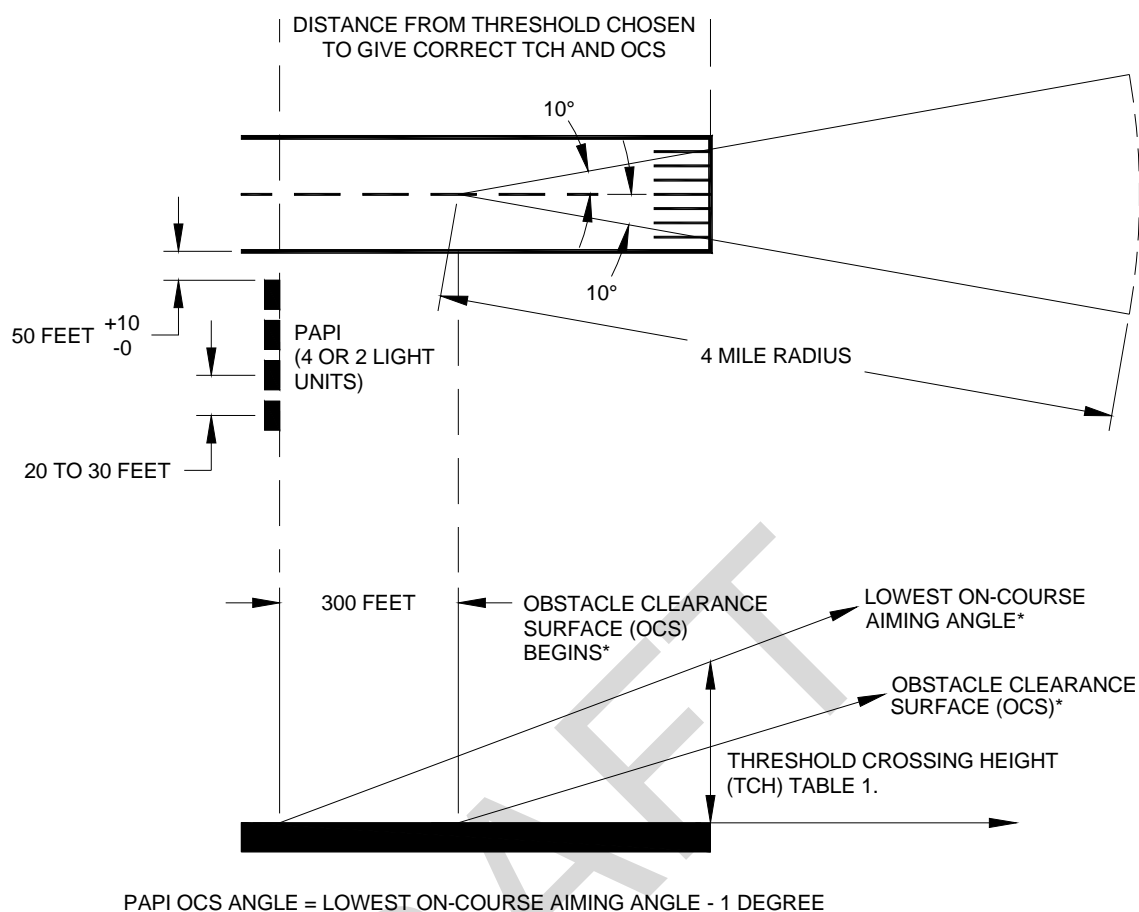 DISTANCE FROM THRESHOLD CHOSEN
TO GIVE CORRECT TCH AND OCS
10°
10°
50 FEET +10
-0
PAPI
(4 OR 2 LIGHT
UNITS)
4 MILE RADIUS
20 TO 30 FEET
300 FEET
OBSTACLE CLEARANCE
SURFACE (OCS)
BEGINS*
LOWEST ON-COURSE
AIMING ANGLE*
OBSTACLE CLEARANCE
SURFACE (OCS)*
THRESHOLD CROSSING HEIGHT
(TCH) TABLE 1.
PAPI OCS ANGLE = LOWEST ON-COURSE AIMING ANGLE - 1 DEGREE